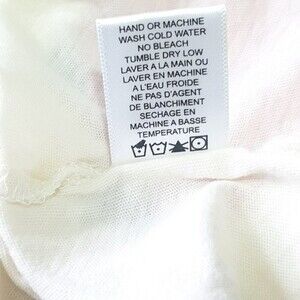 HAND OR MACHINE
WASH COLD WATER
NO BLEACH
TUMBLE DRY LOW
LAVER A LA MAIN OU
LAVER EN MACHINE
A L'EAU FROIDE
NE PAS D'AGENT
DE BLANCHIMENT
SECHAGE EN
MACHINE A BASSE
TEMPERATURE